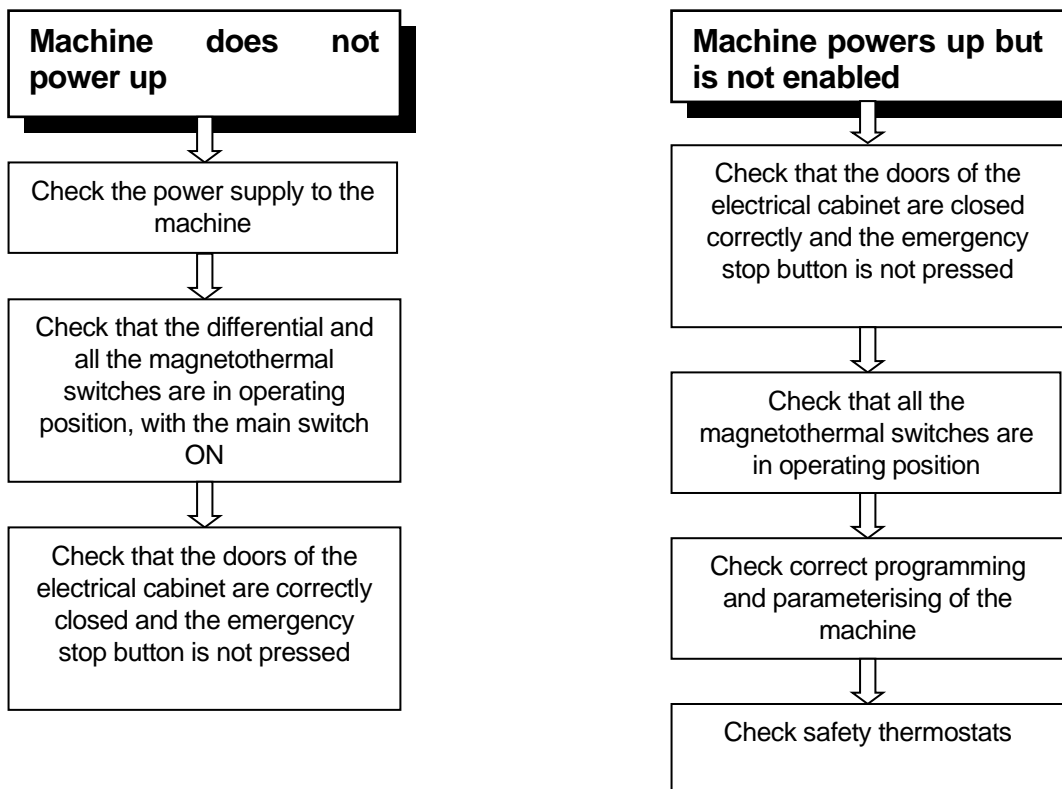 Machine does not
power up
Check the power supply to the
machine
Check that the differential and
all the magnetothermal
switches are in operating
position, with the main switch
ON
Check that the doors of the
electrical cabinet are correctly
closed and the emergency
stop button is not pressed
Machine powers up but
is not enabled
Check that the doors of the
electrical cabinet are closed
correctly and the emergency
stop button is not pressed
Check that all the
magnetothermal switches are
in operating position
Check correct programming
and parameterising of the
machine
Check safety thermostats